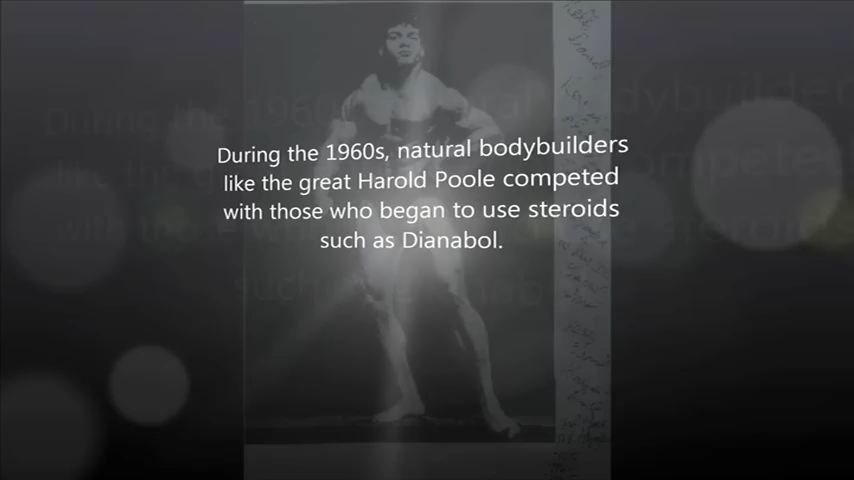 During the 1960s, natural bodybuilders
like the great Harold Poole competed
with those who began to use steroids
such as Dianabol.